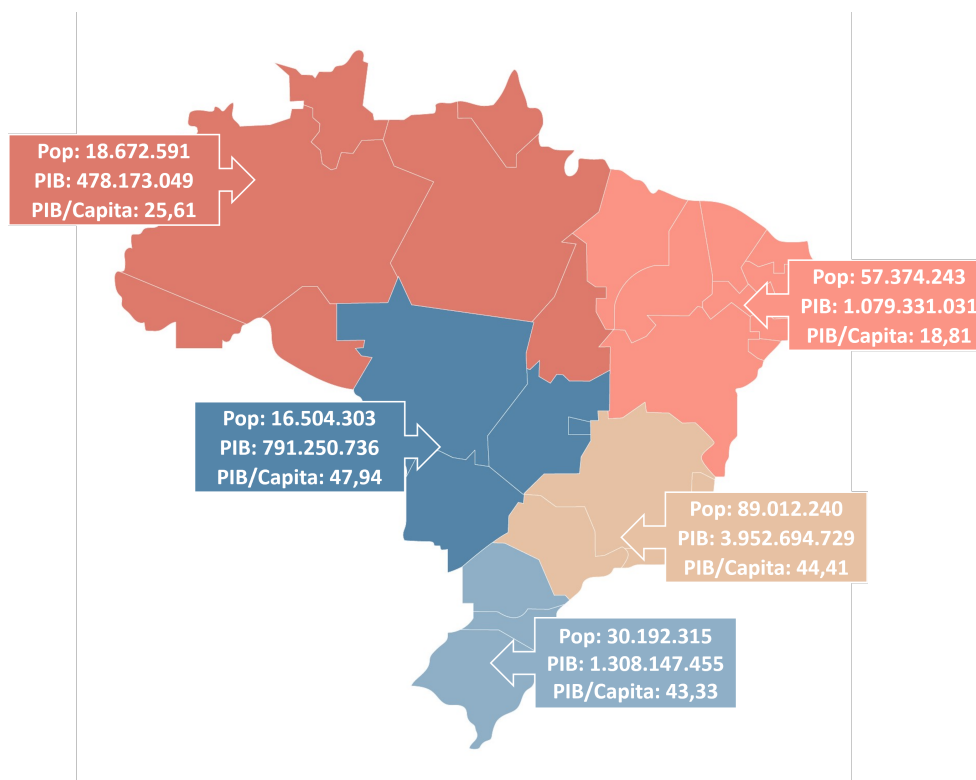 Pop: 18.672.591
PIB: 478.173.049
PIB/Capita: 25,61
Pop: 57.374.243
PIB: 1.079.331.031
PIB/Capita: 18,81
Pop: 16.504.303
PIB: 791.250.736
PIB/Capita: 47,94
Pop: 89.012.240
PIB: 3.952.694.729
PIB/Capita: 44,41
Pop: 30.192.315
PIB: 1.308.147.455
PIB/Capita: 43,33